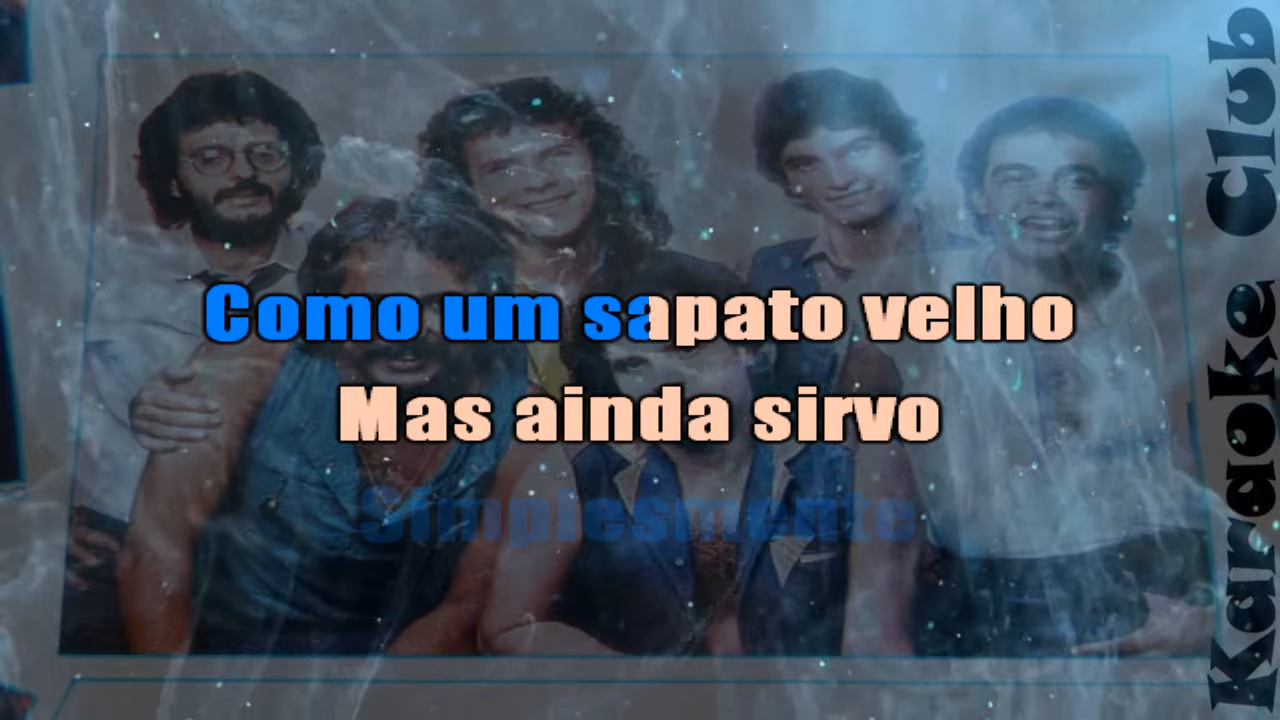 Como um sapato velho
Mas ainda sirvo
Simplesmente
Karaoke Club